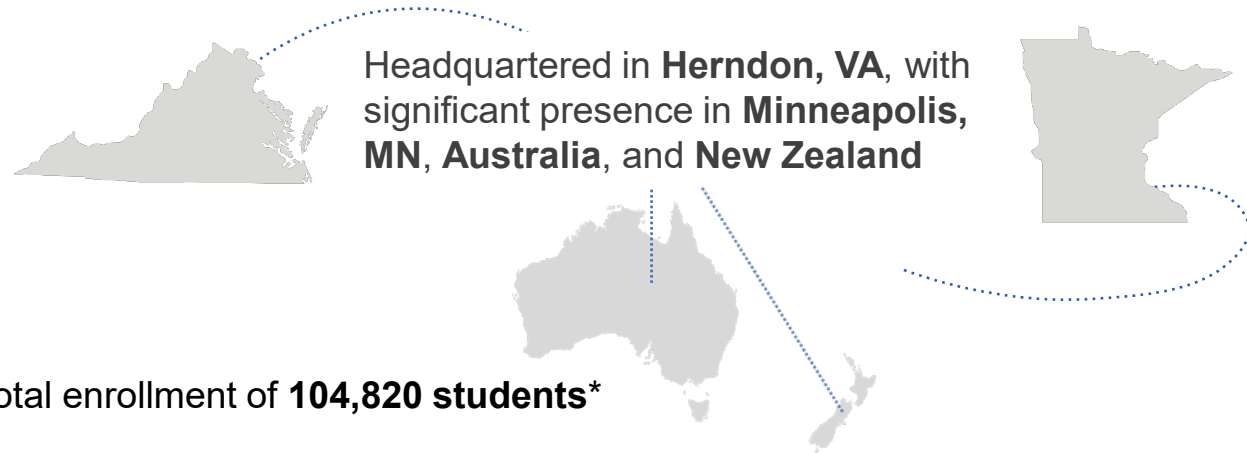 Headquartered in Herndon, VA, with
significant presence in Minneapolis,
MN, Australia, and New Zealand
otal enrollment of 104,820 students*